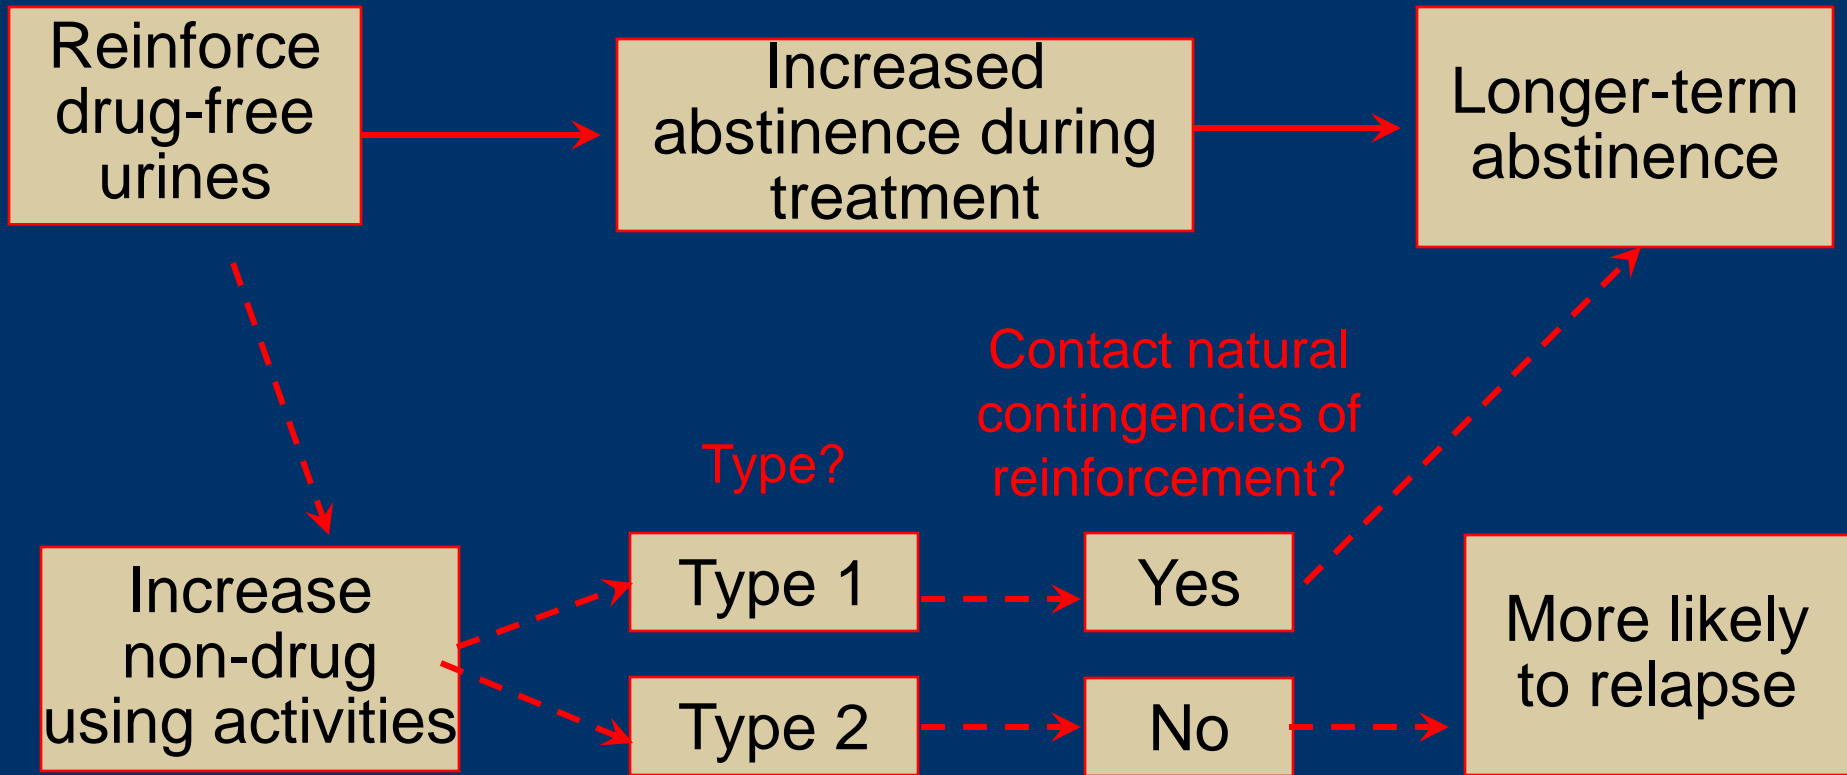 Reinforce
drug-free
urines
Increased
abstinence during
treatment
Longer-term
abstinence
Contact natural
contingencies of
reinforcement?
Type?
Increase
non-drug
using activities
Type 1
Yes
Type 2
No
More likely
to relapse